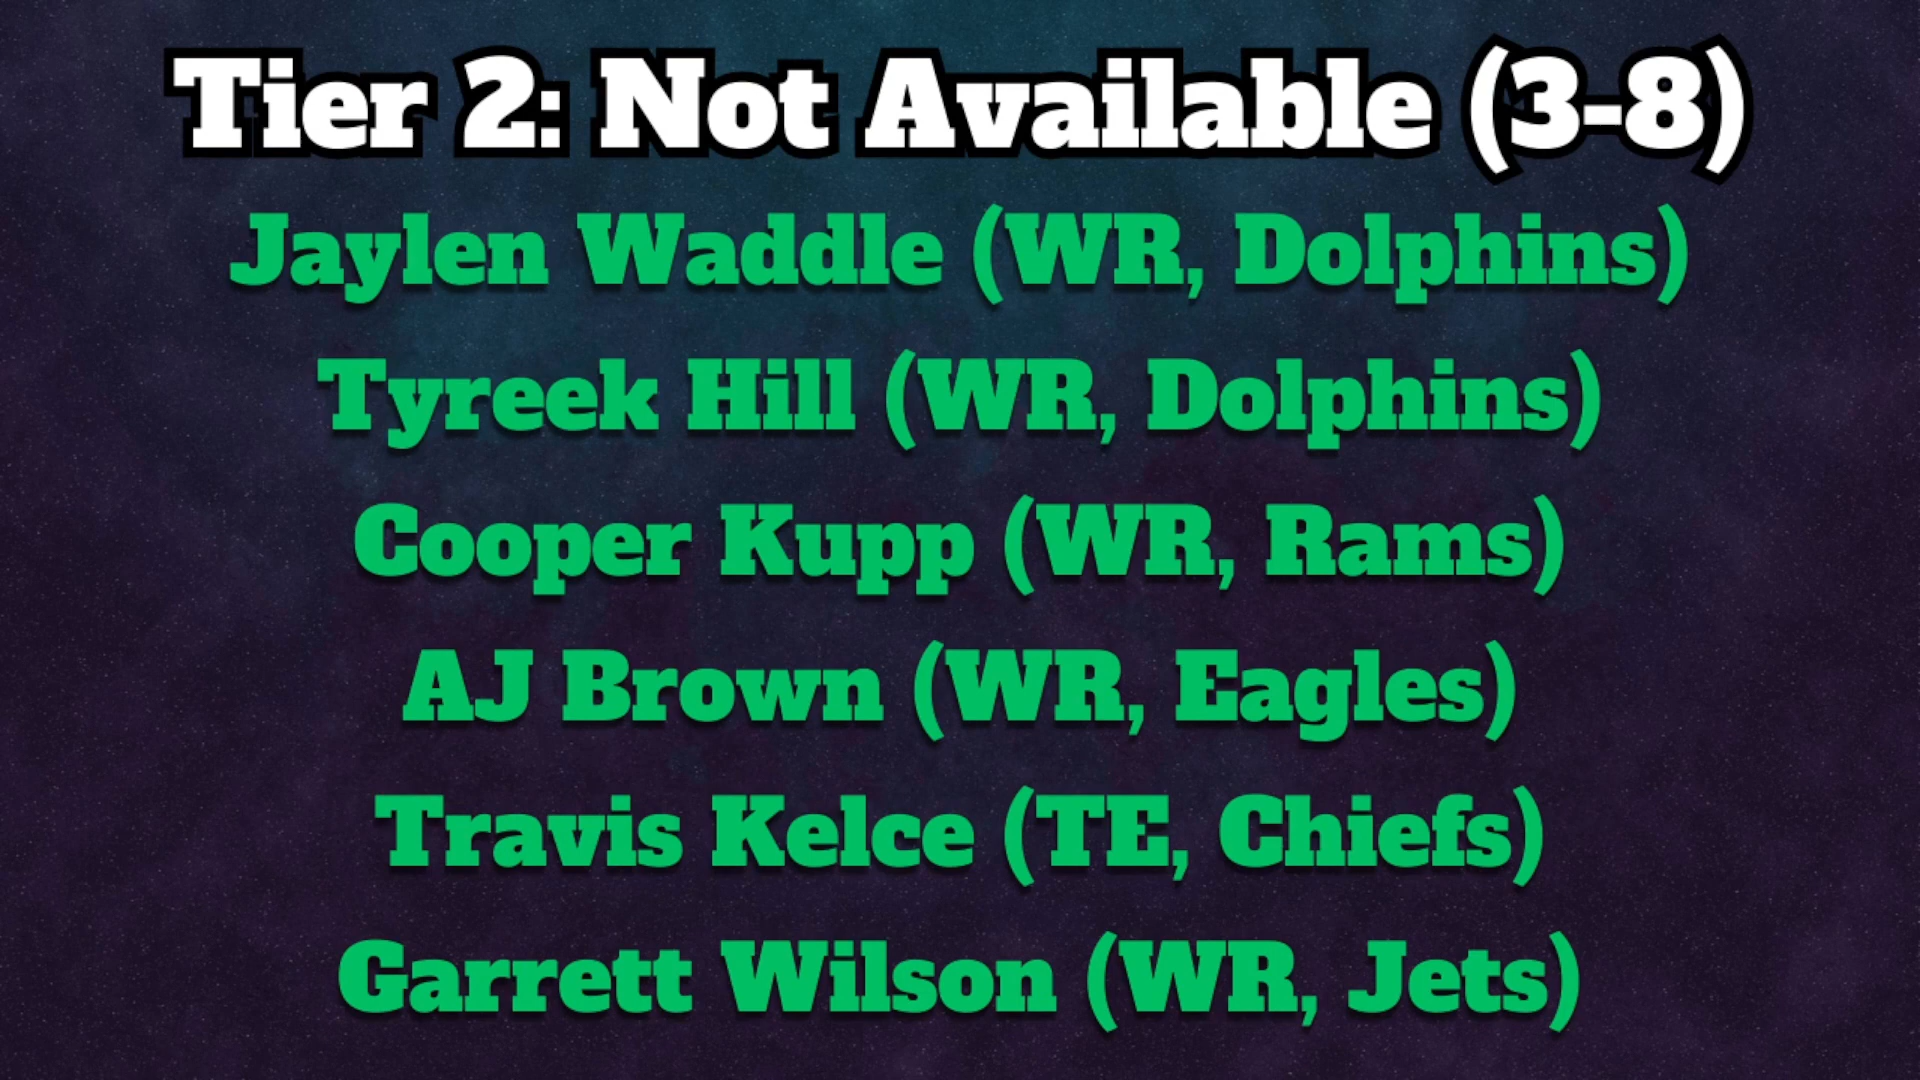 Tier 2: Not Available (3-8)
Jaylen Waddle (WR, Dolphins)
Tyreek Hill (WR, Dolphins)
Cooper Kupp (WR, Rams)
AJ Brown (WR, Eagles)
Travis Kelce (TE, Chiefs)
Garrett Wilson (WR, Jets)